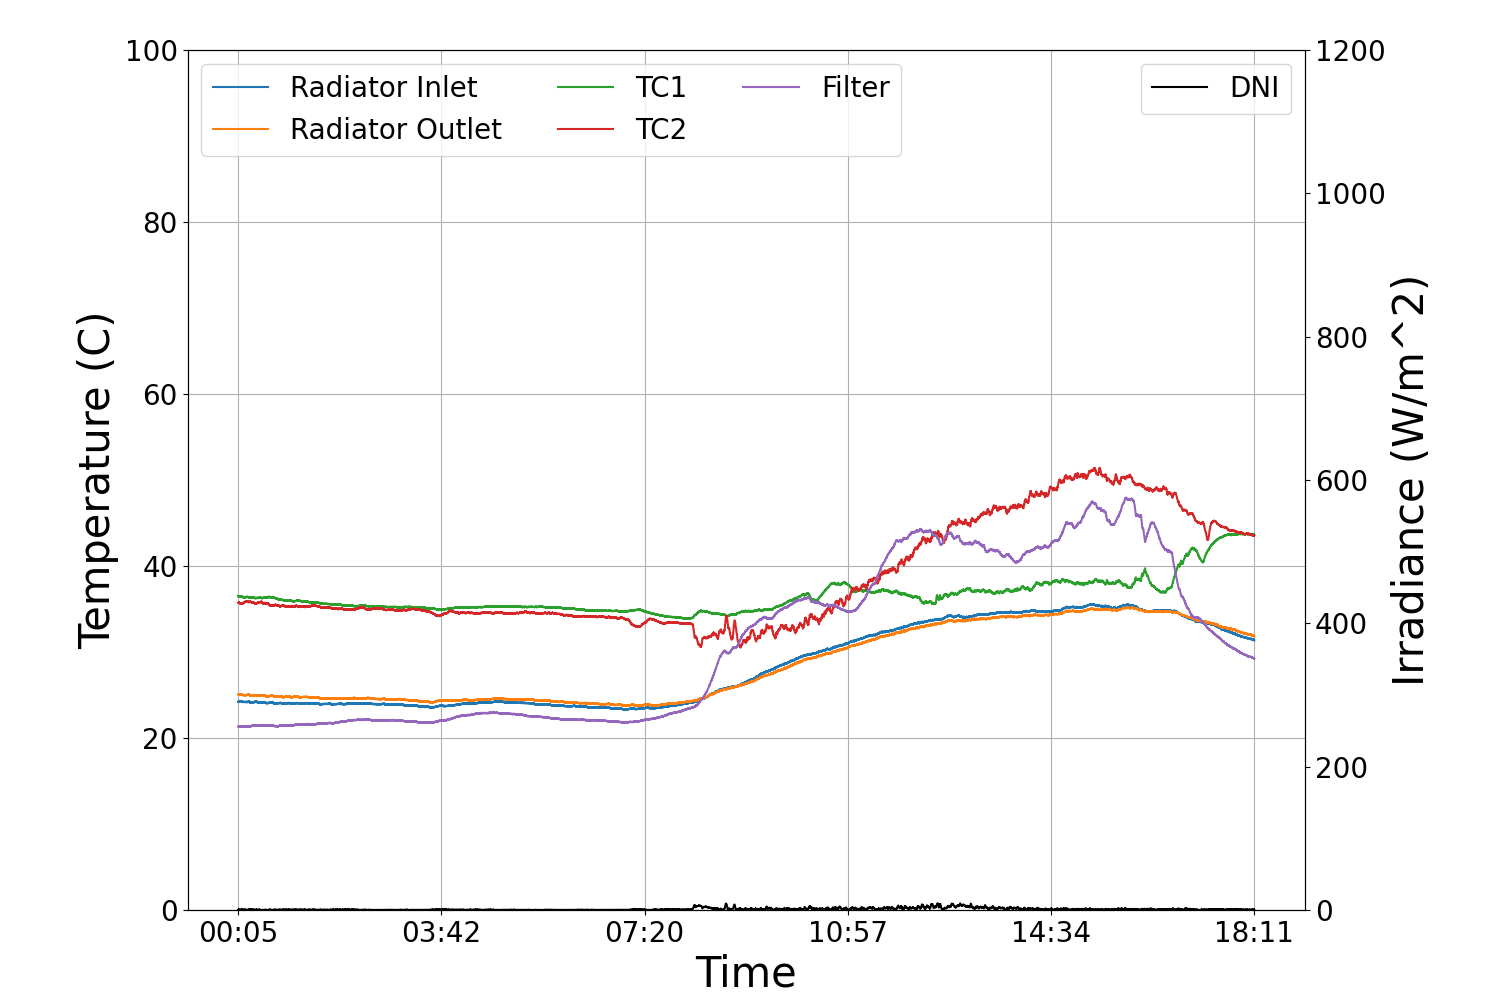 100
80
60
40
20
0
Temperature (C)
Radiator Inlet
Radiator Outlet
TC1
TC2
Filter
DNI
1200
1000
800
600
400
200
0
Irradiance (W/m^2)
00:05 03:42 07:20 10:57 14:34 18:11
Time